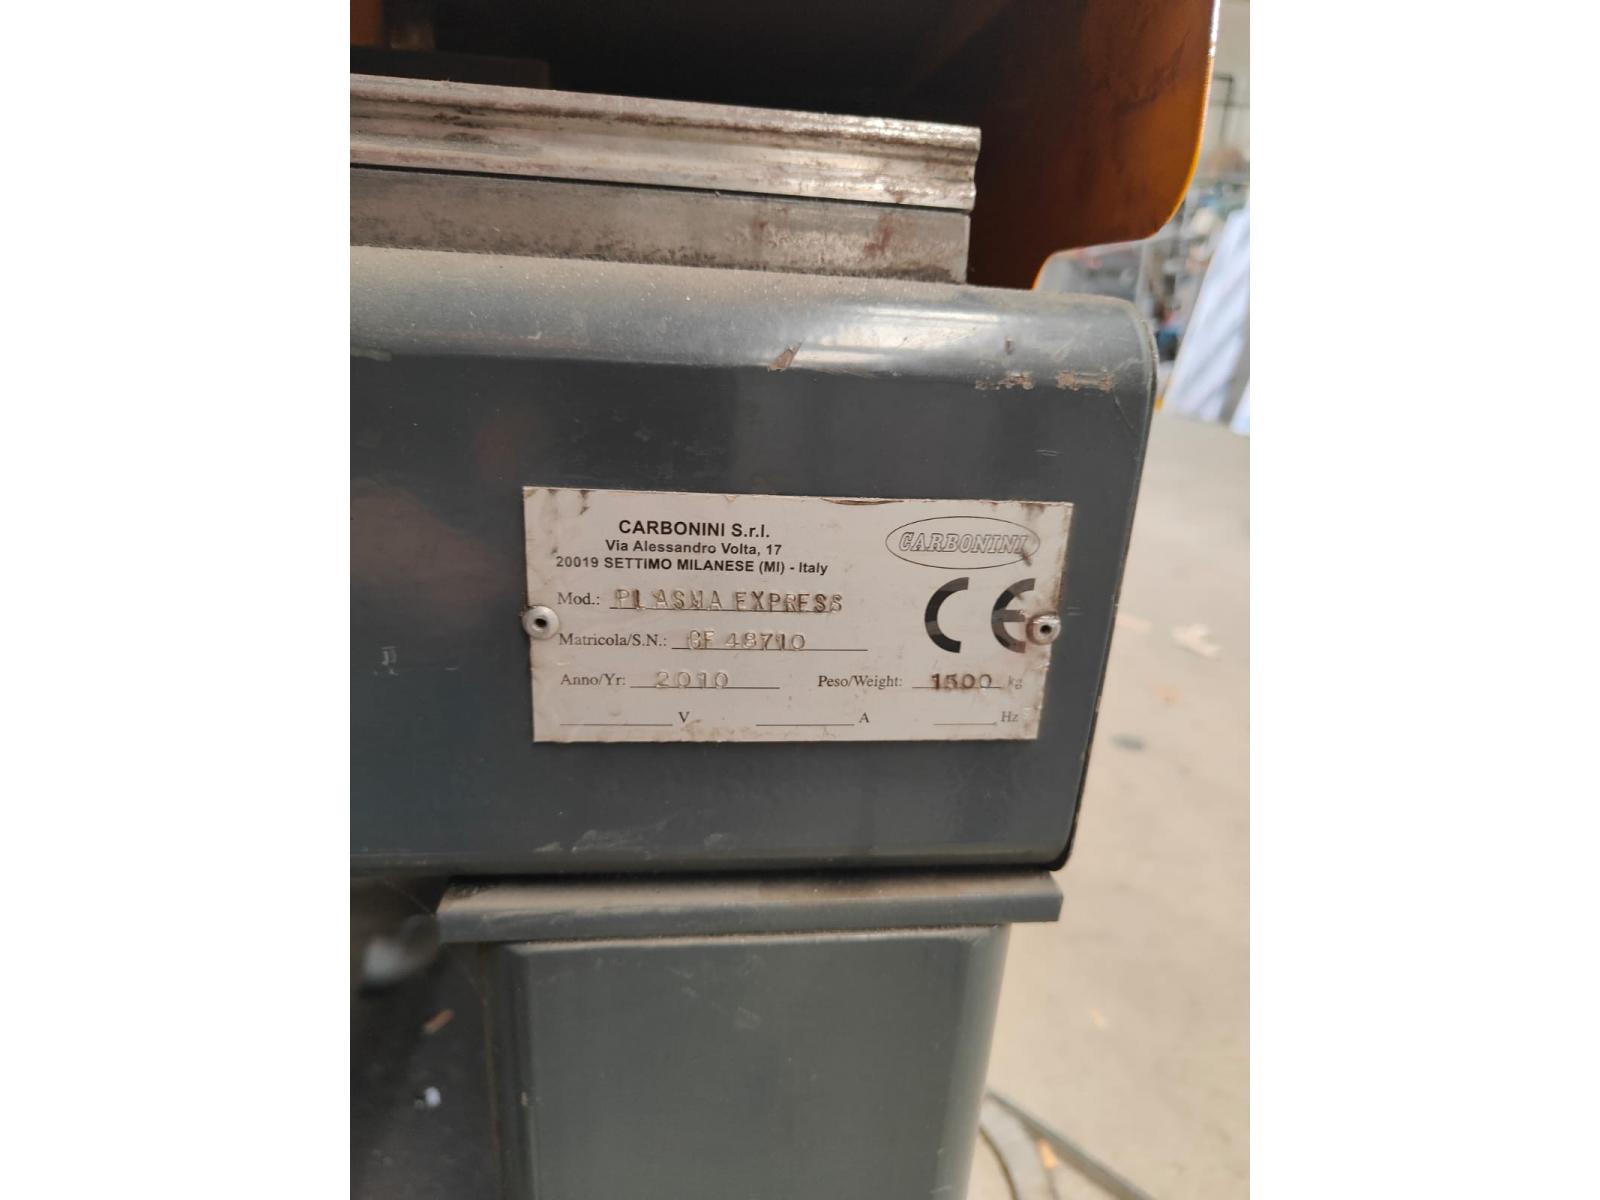 CARBONINI S.r.l.
Via Alessandro Volta, 17
20019 SETTIMO MILANESE (MI) - Italy
CARBONINI
CE
Mod.: PLASMA EXPRESS
Matricola/S.N.: CF 48710
Anno/Yr: 2010 Peso/Weight: 1500 kg
V A Hz